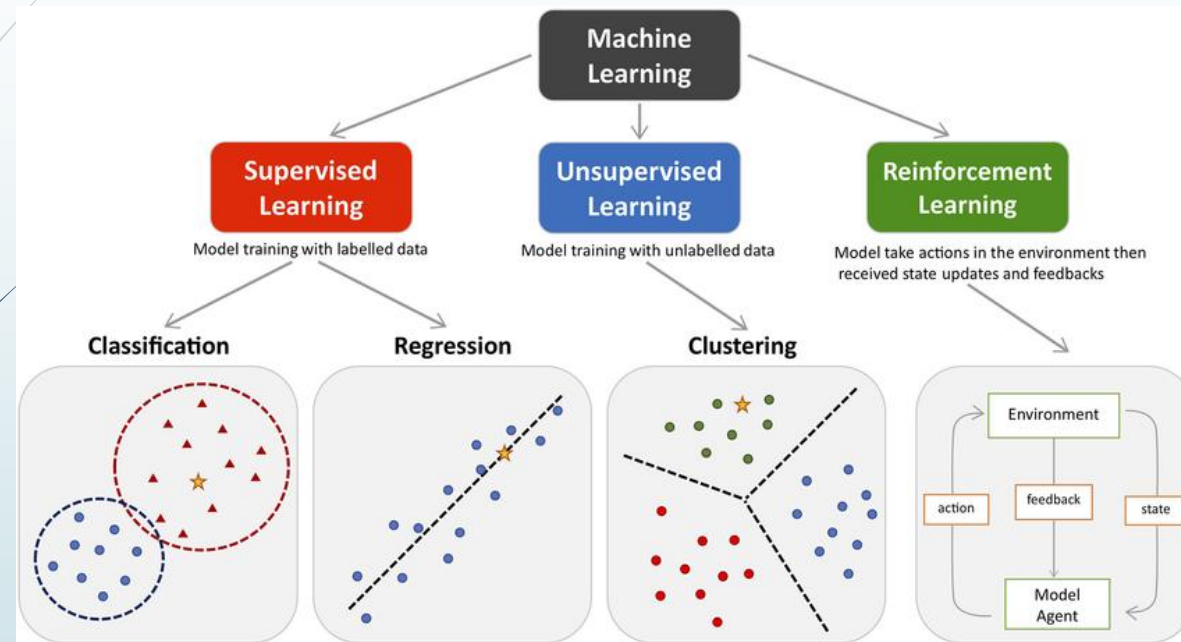 Machine
Learning
Supervised
Learning
Unsupervised
Learning
Reinforcement
Learning
Model training with labelled data
Model training with unlabelled data
Model take actions in the environment then
received state updates and feedbacks
Classification
Regression
Clustering
Environment
action
feedback
state
Model
Agent